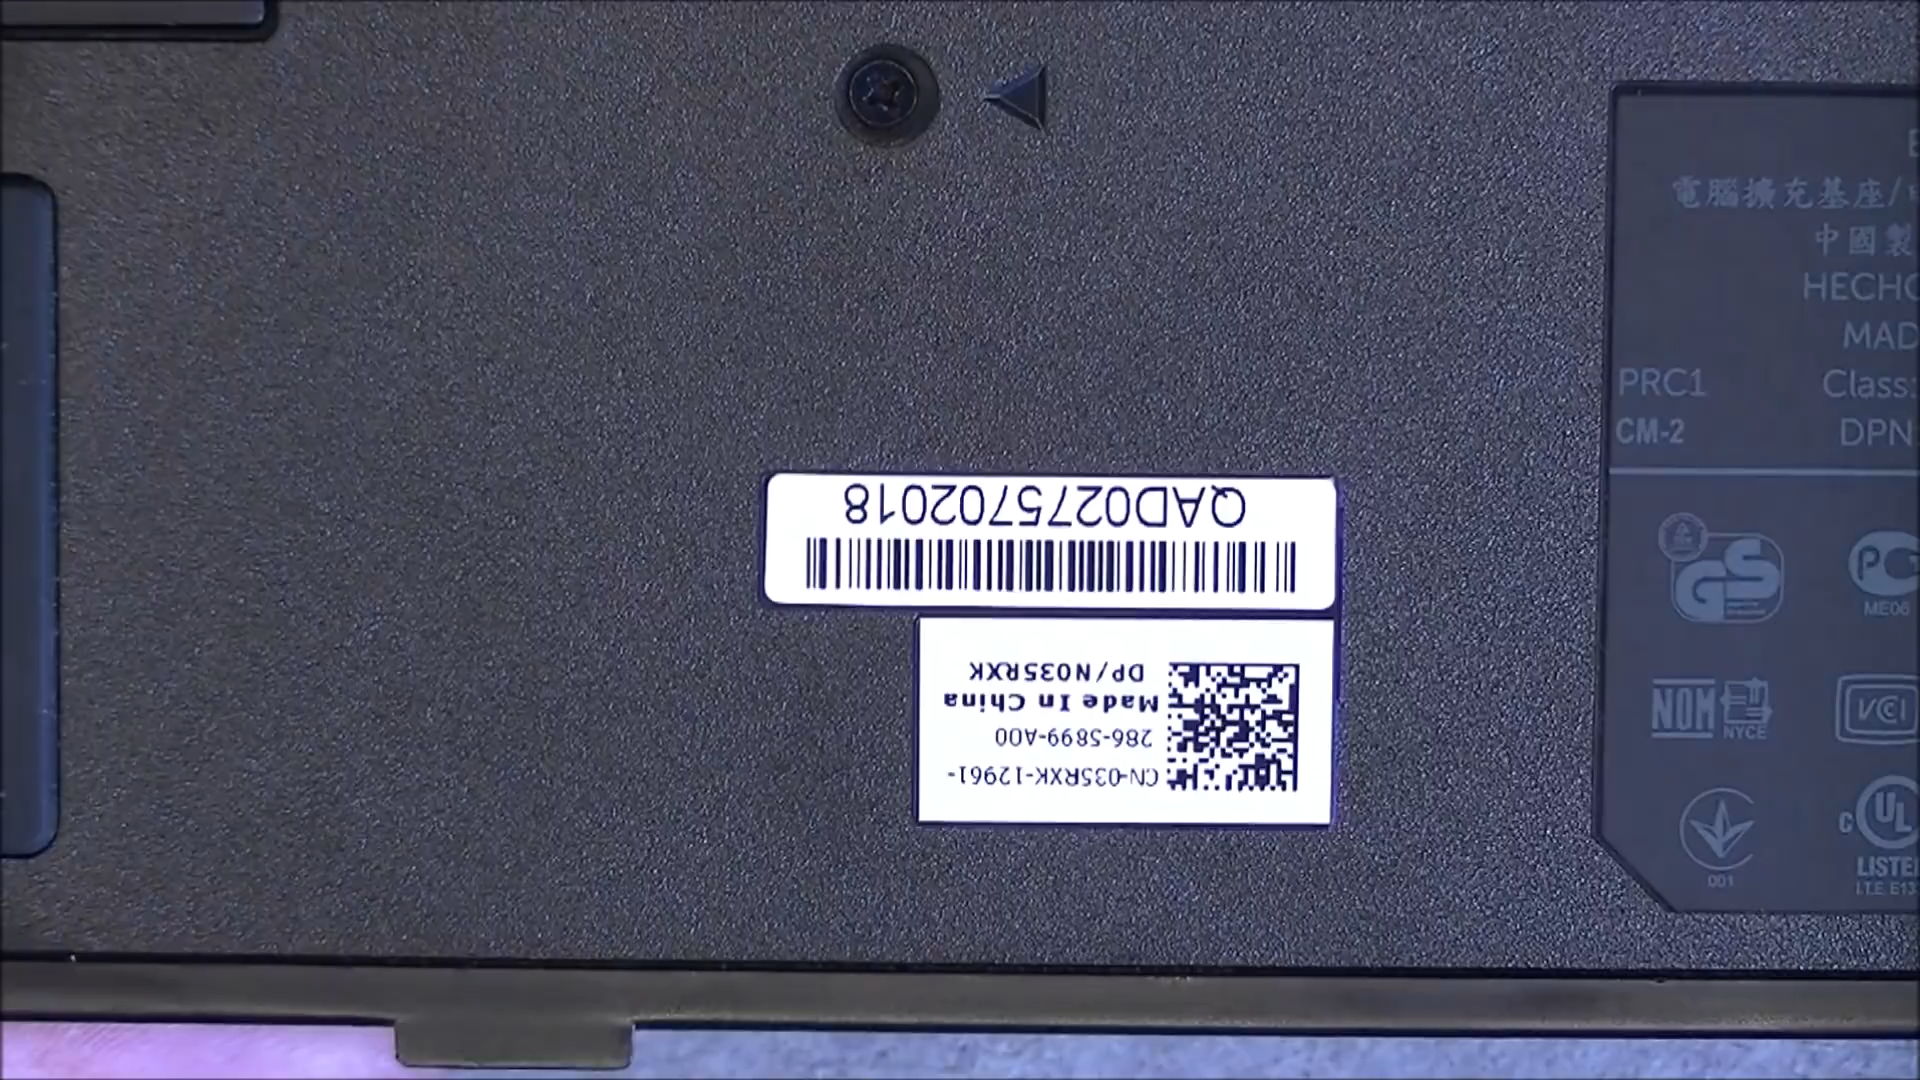 QAD0275702018
CN-035RXK-12961-
286-5899-A00
Made In China
DP/N035RXK
電腦擴充基座/
中國製
HECHO
MAD
PRC1
Class:
CM-2
DPN
GS
PG
ME06
NOM
NYCE
VCI
001
C
UL
LISTE
I.T.E E13